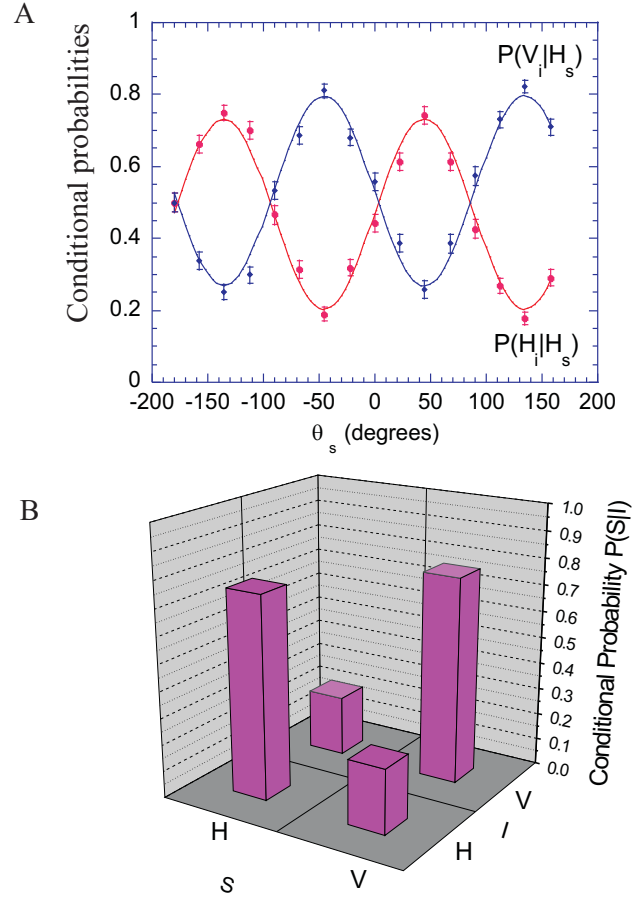 A
Conditional probabilities
1
0.8
0.6
0.4
0.2
0
P(V_i|H_s)
P(H_i|H_s)
-200 -150 -100 -50 0 50 100 150 200
θ_s (degrees)
B
1.0
0.9
0.8
0.7
0.6
0.5
0.4
0.3
0.2
0.1
0.0
Conditional Probability P(S|I)
H
V
S
H
V
I